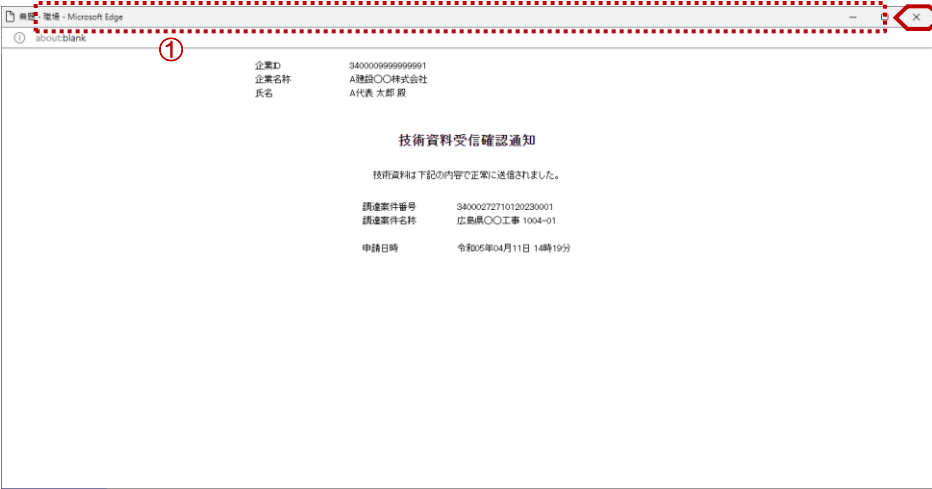 無題 - 職場 - Microsoft Edge
about:blank
①
企業ID 3400009999999991
企業名称 A建設〇〇株式会社
氏名 A代表 太郎 殿
技術資料受信確認通知
技術資料は下記の内容で正常に送信されました。
調達案件番号 34000272710120230001
調達案件名称 広島県〇〇工事 1004-01
申請日時 令和05年04月11日 14時19分